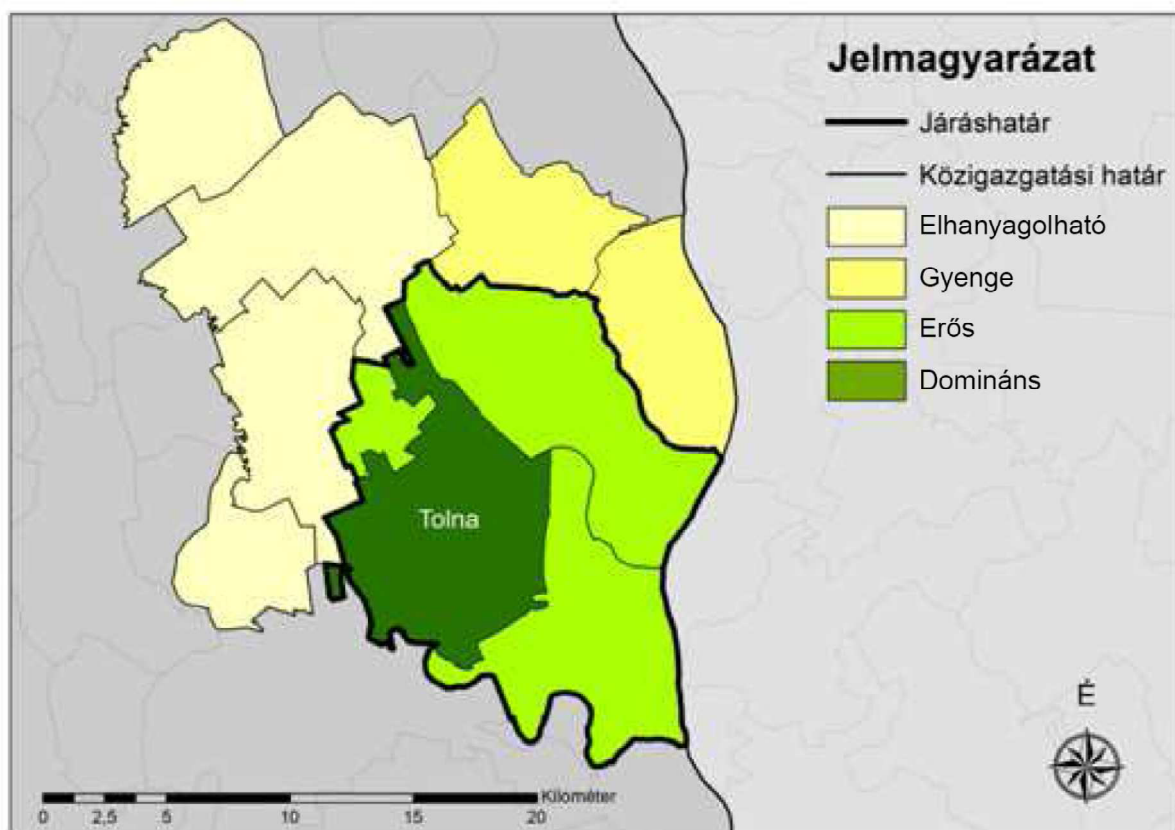 Jelmagyarázat
Járáshatár
Közigazgatási határ
Elhanyagolható
Gyenge
Erős
Domináns
Tolna
É
Kilométer
0 2,5 5 10 15 20